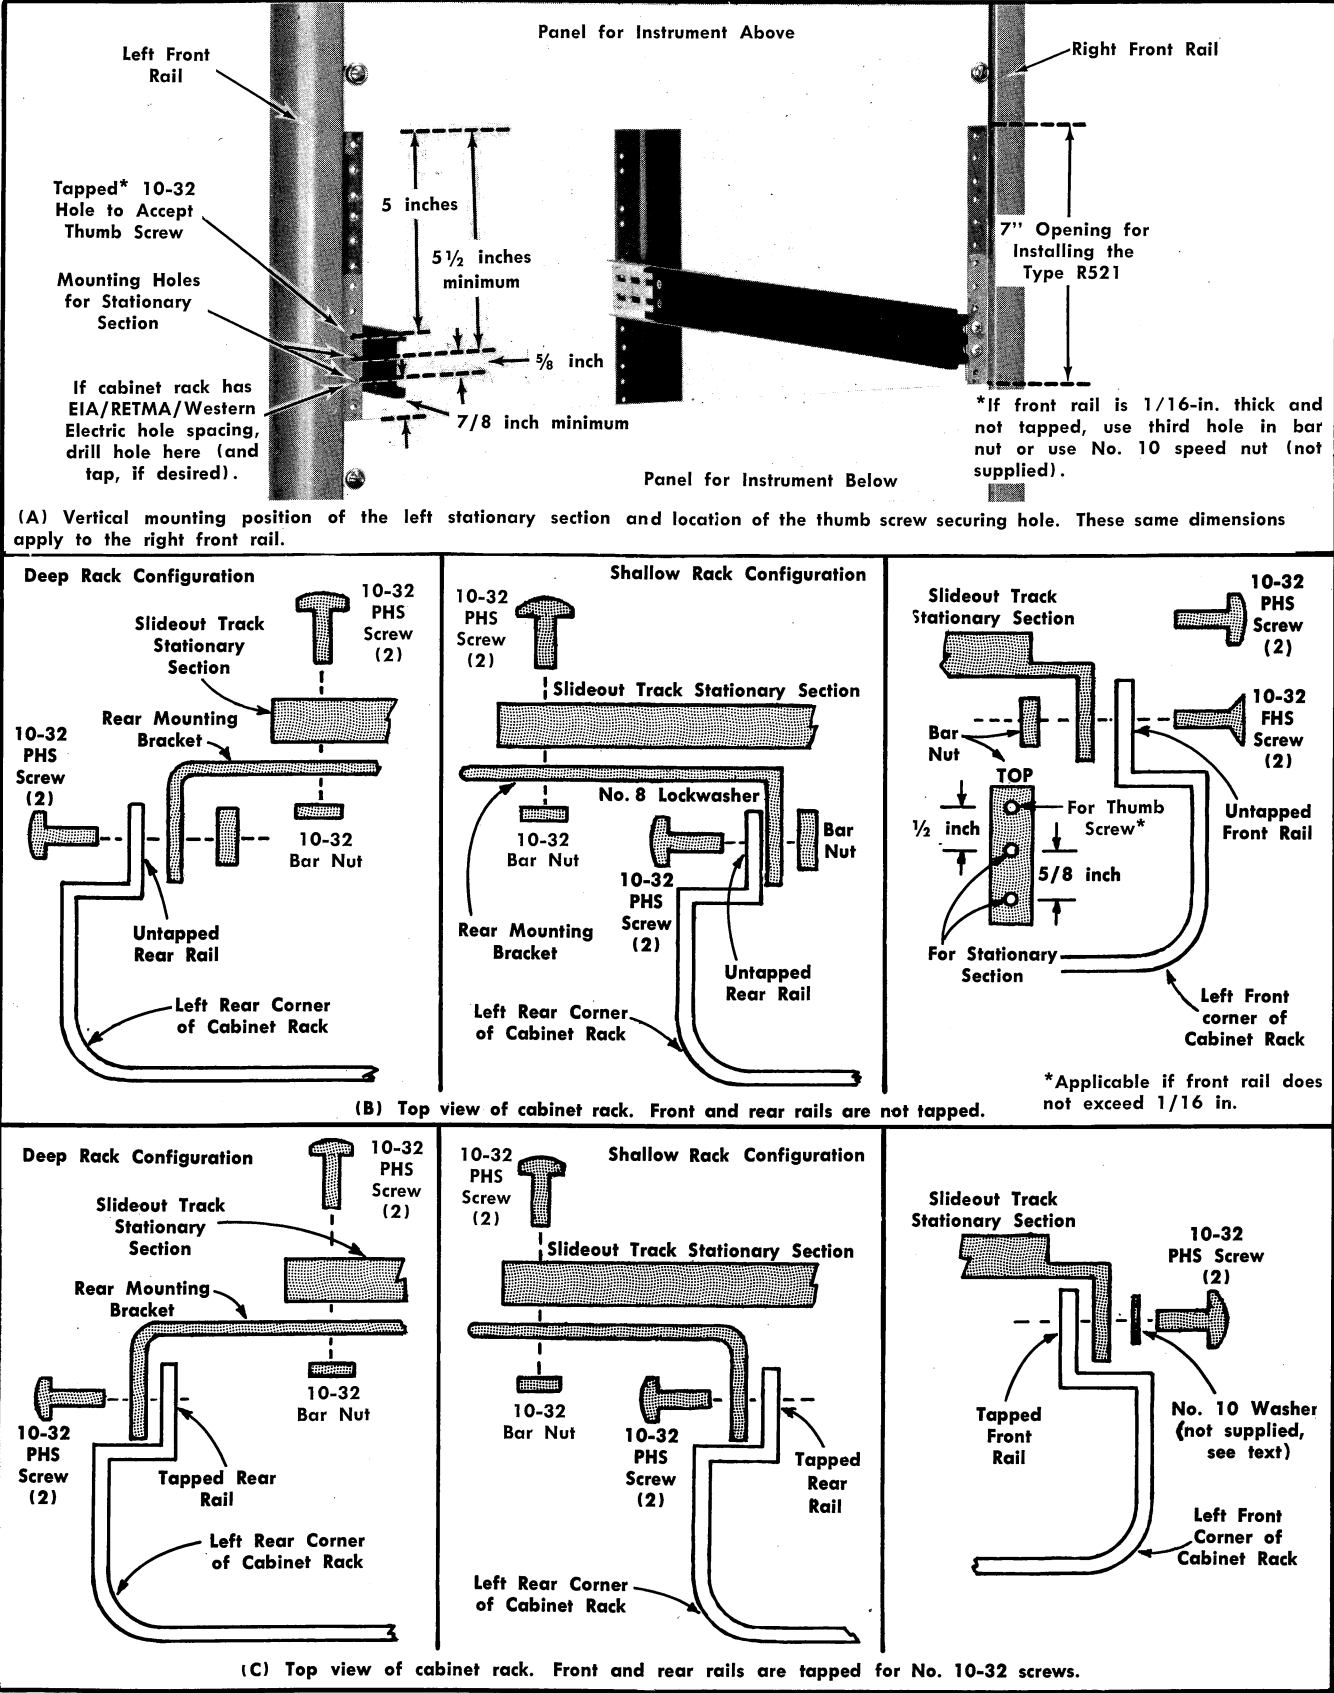 Panel for Instrument Above
Left Front
Rail
Right Front Rail
Tapped* 10-32
Hole to Accept
Thumb Screw
5 inches
5½ inches
minimum
7" Opening for
Installing the
Type R521
Mounting Holes
for Stationary
Section
⅝ inch
7/8 inch minimum
If cabinet rack has
EIA/RETMA/Western
Electric hole spacing,
drill hole here (and
tap, if desired).
*If front rail is 1/16-in. thick and
not tapped, use third hole in bar
nut or use No. 10 speed nut (not
supplied).
Panel for Instrument Below
(A) Vertical mounting position of the left stationary section and location of the thumb screw securing hole. These same dimensions
apply to the right front rail.
Deep Rack Configuration
10-32
PHS
Screw
(2)
Slideout Track
Stationary
Section
Rear Mounting
Bracket
10-32
PHS
Screw
(2)
10-32
Bar Nut
Untapped
Rear Rail
Left Rear Corner
of Cabinet Rack
Shallow Rack Configuration
10-32
PHS
Screw
(2)
Slideout Track Stationary Section
No. 8 Lockwasher
10-32
Bar Nut
Bar
Nut
10-32
PHS
Screw
(2)
Rear Mounting
Bracket
Untapped
Rear Rail
Left Rear Corner
of Cabinet Rack
Slideout Track
Stationary Section
10-32
PHS
Screw
(2)
10-32
FHS
Screw
(2)
Bar
Nut
TOP
For Thumb
Screw*
½ inch
5/8 inch
Untapped
Front Rail
For Stationary
Section
Left Front
corner of
Cabinet Rack
*Applicable if front rail does
not exceed 1/16 in.
(B) Top view of cabinet rack. Front and rear rails are not tapped.
Deep Rack Configuration
10-32
PHS
Screw
(2)
Slideout Track
Stationary
Section
Rear Mounting
Bracket
10-32
Bar Nut
10-32
PHS
Screw
(2)
Tapped Rear
Rail
Left Rear Corner
of Cabinet Rack
Shallow Rack Configuration
10-32
PHS
Screw
(2)
Slideout Track Stationary Section
10-32
Bar Nut
10-32
PHS
Screw
(2)
Tapped
Rear
Rail
Left Rear Corner
of Cabinet Rack
Slideout Track
Stationary Section
10-32
PHS Screw
(2)
Tapped
Front
Rail
No. 10 Washer
(not supplied,
see text)
Left Front
Corner of
Cabinet Rack
(C) Top view of cabinet rack. Front and rear rails are tapped for No. 10-32 screws.